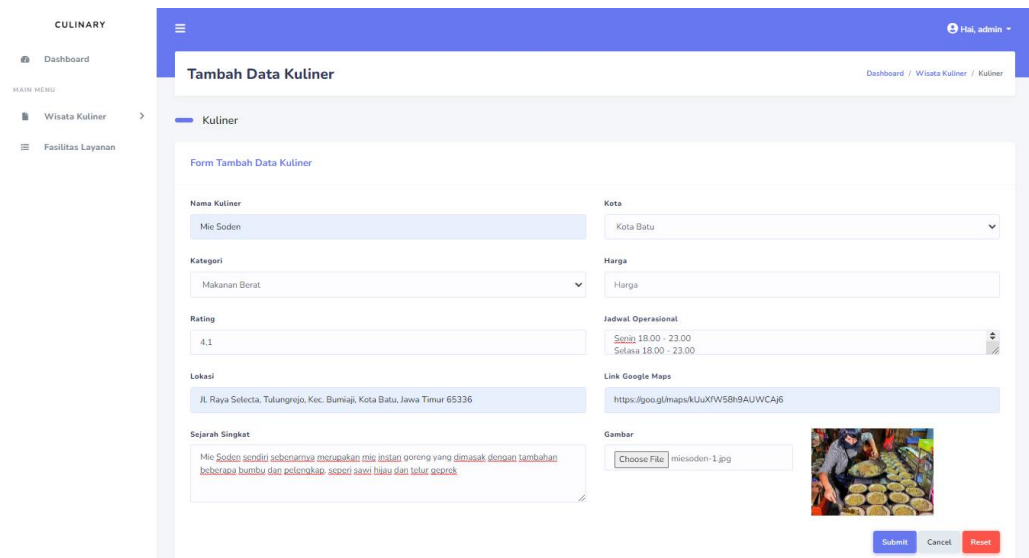 CULINARY
Hai, admin
Dashboard
Tambah Data Kuliner
Dashboard / Wisata Kuliner / Kuliner
MAIN MENU
Wisata Kuliner
Kuliner
Fasilitas Layanan
Form Tambah Data Kuliner
Nama Kuliner
Kota
Mie Soden
Kota Batu
Kategori
Harga
Makanan Berat
Harga
Rating
Jadwal Operasional
4.1
Senin 18.00 - 23.00
Selasa 18.00 - 23.00
Lokasi
Link Google Maps
Jl. Raya Selecta, Tulungrejo, Kec. Bumiaji, Kota Batu, Jawa Timur 65336
https://goo.gl/maps/kUuXfW58h9AUWCAj6
Sejarah Singkat
Gambar
Mie Soden sendiri sebenarnya merupakan mie instan goreng yang dimasak dengan tambahan
beberapa bumbu dan pelengkap, seperi sawi hijau dan telur geprek
Choose File miesoden-1.jpg
Submit Cancel Reset